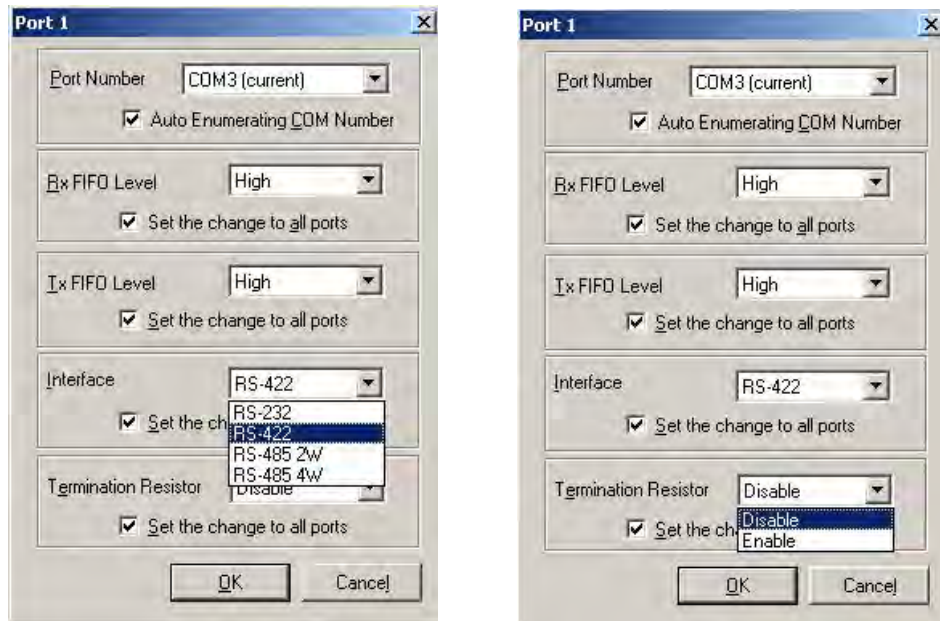 Port 1
Port Number COM3 (current)
Auto Enumerating COM Number
Rx FIFO Level High
Set the change to all ports
Tx FIFO Level High
Set the change to all ports
Interface RS-422
RS-232
Set the ch
RS-422
RS-485 2W
RS-485 4W
Termination Resistor Disable
Set the change to all ports
OK Cancel
Port 1
Port Number COM3 (current)
Auto Enumerating COM Number
Rx FIFO Level High
Set the change to all ports
Tx FIFO Level High
Set the change to all ports
Interface RS-422
Set the change to all ports
Termination Resistor Disable
Disable
Set the ch
Enable
OK Cancel